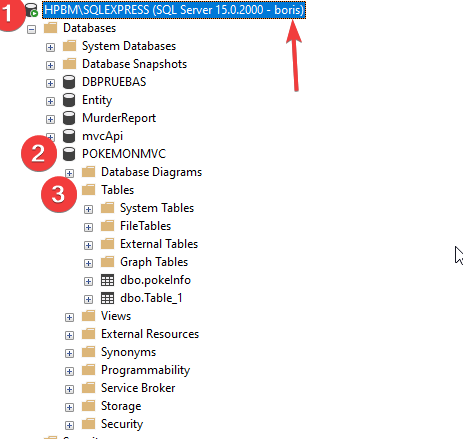 1 HPBM\SQLEXPRESS (SQL Server 15.0.2000 - boris)
Databases
System Databases
Database Snapshots
DBPRUEBAS
Entity
MurderReport
mvcApi
2 POKEMONMVC
Database Diagrams
3 Tables
System Tables
FileTables
External Tables
Graph Tables
dbo.pokeInfo
dbo.Table_1
Views
External Resources
Synonyms
Programmability
Service Broker
Storage
Security